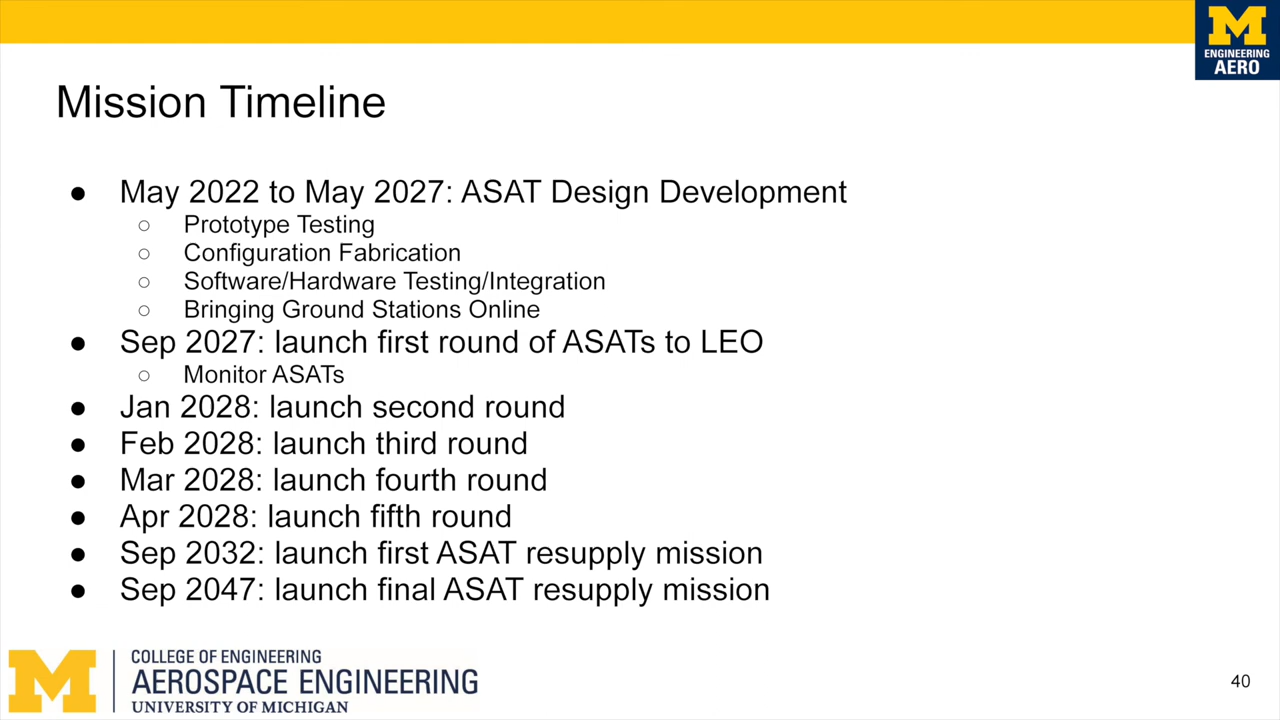 M
ENGINEERING
AERO
Mission Timeline
● May 2022 to May 2027: ASAT Design Development
○ Prototype Testing
○ Configuration Fabrication
○ Software/Hardware Testing/Integration
○ Bringing Ground Stations Online
● Sep 2027: launch first round of ASATs to LEO
○ Monitor ASATs
● Jan 2028: launch second round
● Feb 2028: launch third round
● Mar 2028: launch fourth round
● Apr 2028: launch fifth round
● Sep 2032: launch first ASAT resupply mission
● Sep 2047: launch final ASAT resupply mission
M
COLLEGE OF ENGINEERING
AEROSPACE ENGINEERING
UNIVERSITY OF MICHIGAN
40